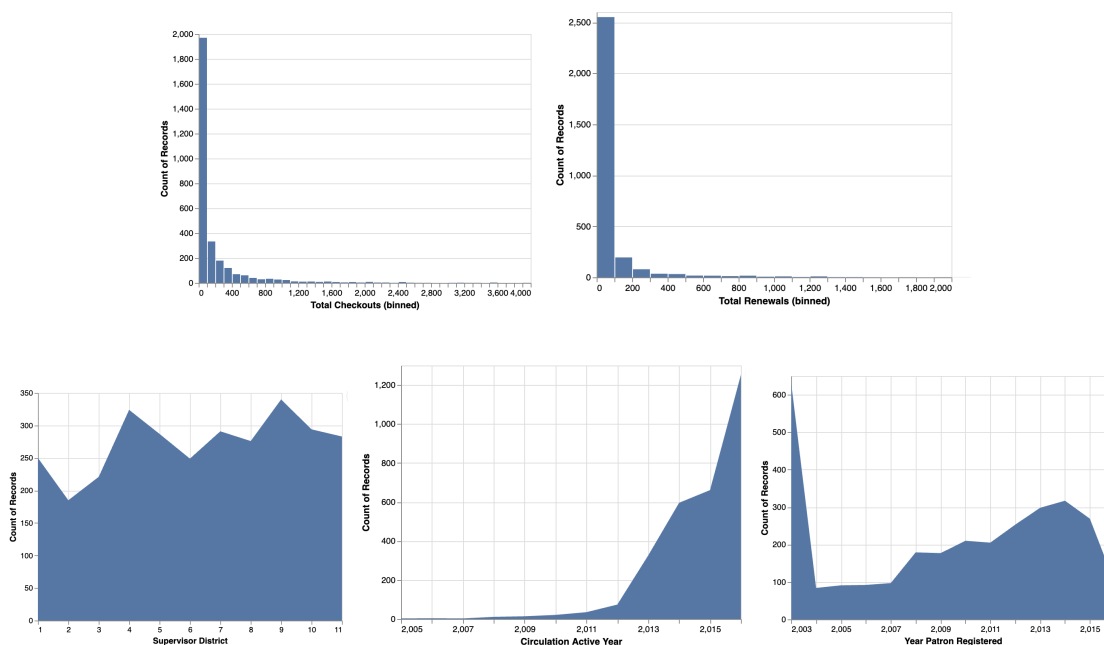 2,000
1,800
1,600
1,400
1,200
1,000
800
600
400
200
0
Count of Records
0 400 800 1,200 1,600 2,000 2,400 2,800 3,200 3,600 4,000
Total Checkouts (binned)
2,500
2,000
1,500
1,000
500
0
Count of Records
0 200 400 600 800 1,000 1,200 1,400 1,600 1,800 2,000
Total Renewals (binned)
350
300
250
200
150
100
50
0
Count of Records
1 2 3 4 5 6 7 8 9 10 11
Supervisor District
1,200
1,000
800
600
400
200
0
Count of Records
2,005 2,007 2,009 2,011 2,013 2,015
Circulation Active Year
600
500
400
300
200
100
0
Count of Records
2,003 2,005 2,007 2,009 2,011 2,013 2,015
Year Patron Registered